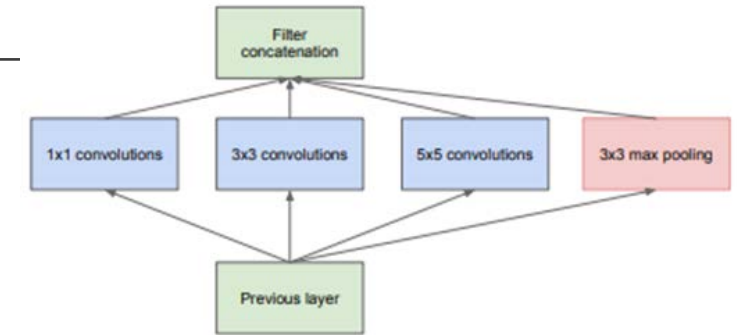 Filter
concatenation
1x1 convolutions
3x3 convolutions
5x5 convolutions
3x3 max pooling
Previous layer